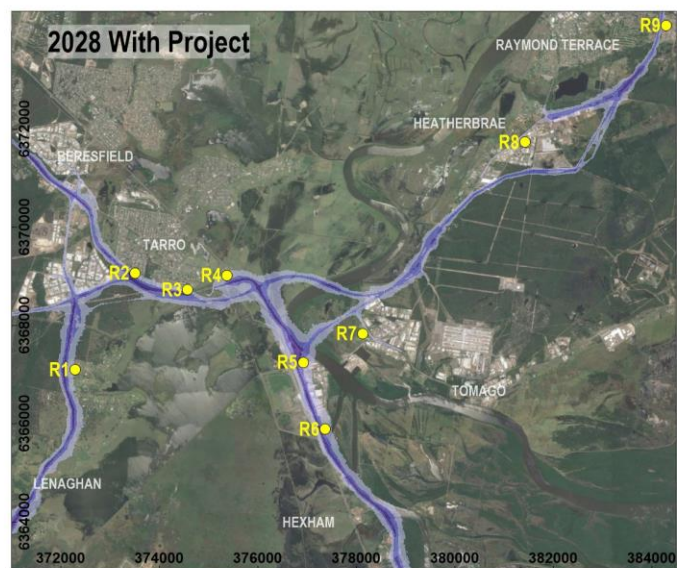 2028 With Project
R9
RAYMOND TERRACE
HEATHERBRAE
R8
BERESFIELD
TARRO
R2
R3
R4
R7
R5
R1
TOMAGO
R6
LENAGHAN
HEXHAM
6372000
6370000
6368000
6366000
6364000
372000 374000 376000 378000 380000 382000 384000